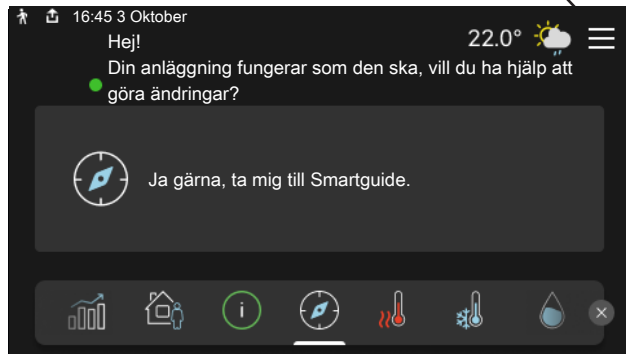 16:45 3 Oktober
22.0°
Hej!
Din anläggning fungerar som den ska, vill du ha hjälp att
göra ändringar?
Ja gärna, ta mig till Smartguide.
i